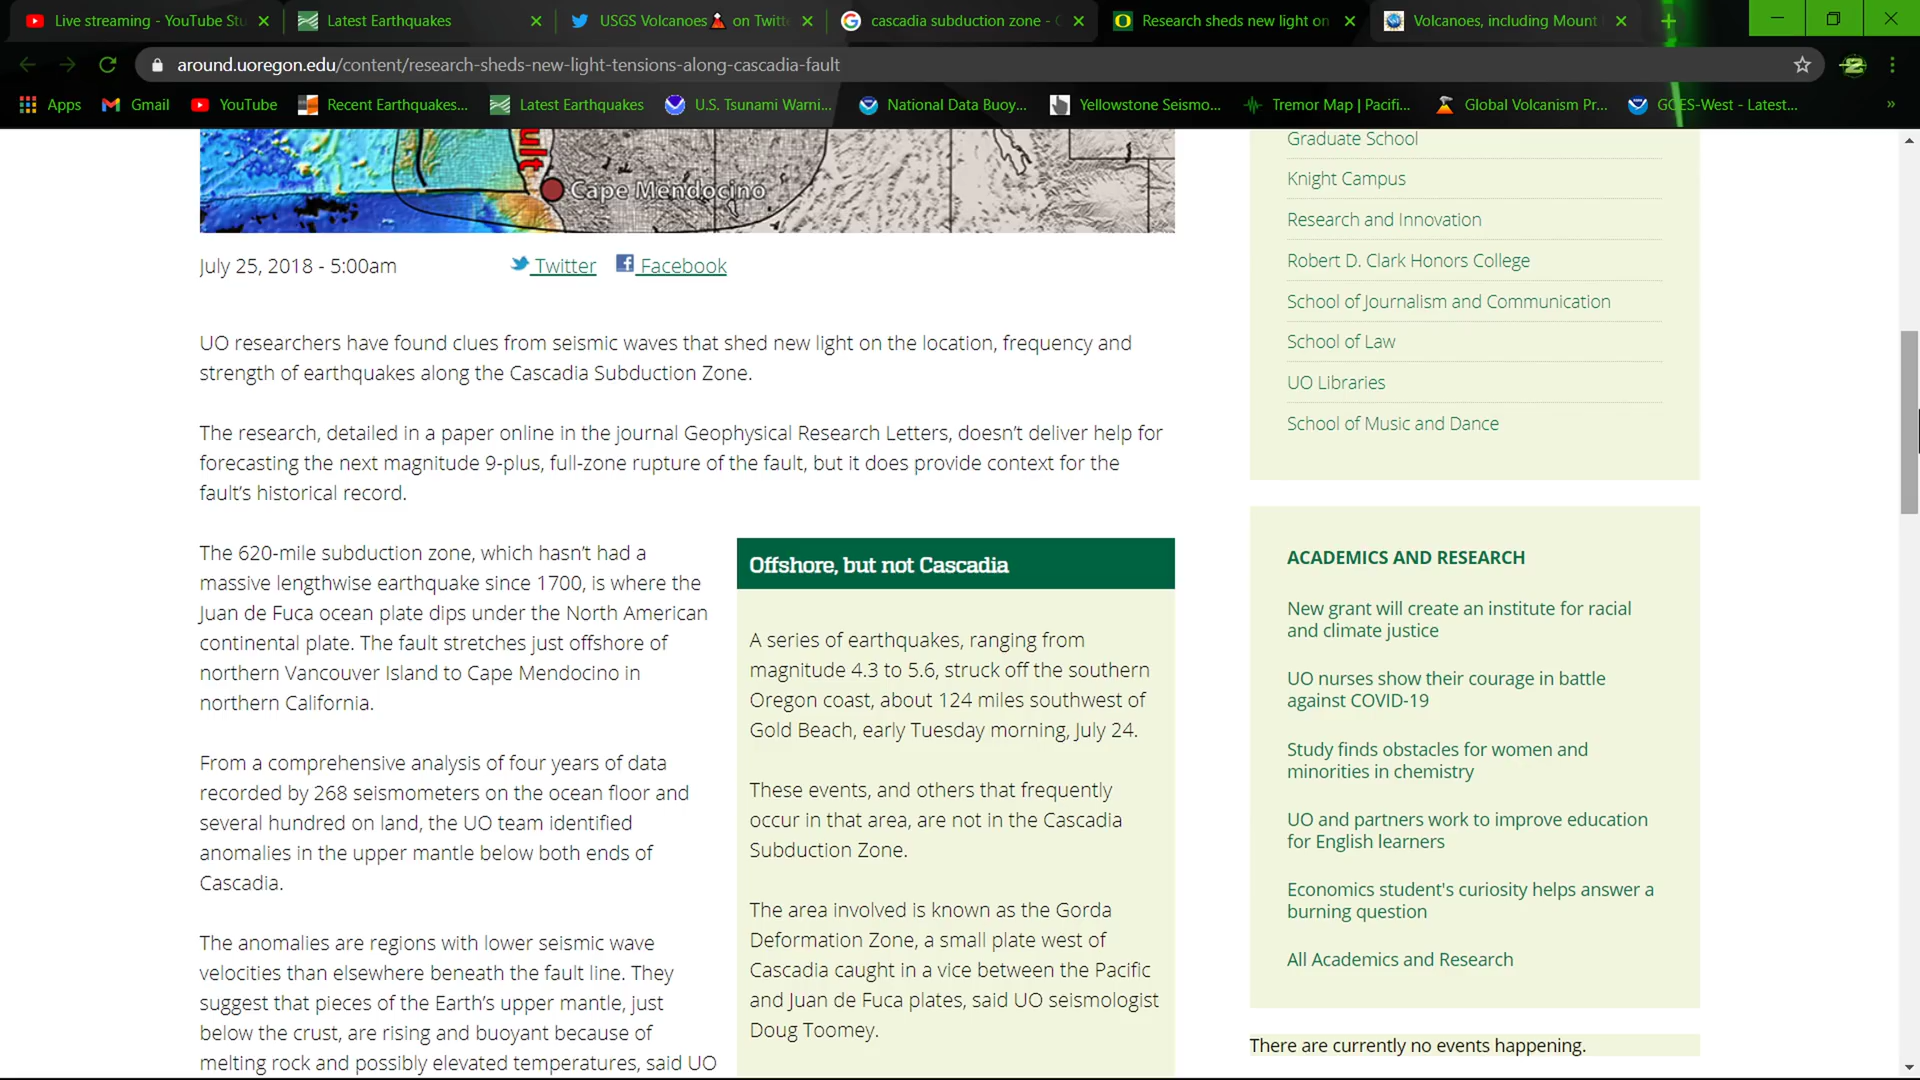 Live streaming - YouTube Stu
Latest Earthquakes
USGS Volcanoes🌋 on Twitt
cascadia subduction zone - G
Research sheds new light on
Volcanoes, including Mount
around.uoregon.edu/content/research-sheds-new-light-tensions-along-cascadia-fault
Apps
Gmail
YouTube
Recent Earthquakes...
Latest Earthquakes
U.S. Tsunami Warni...
National Data Buoy...
Yellowstone Seismo...
Tremor Map | Pacifi...
Global Volcanism Pr...
GOES-West - Latest...
»
ult
Cape Mendocino
July 25, 2018 - 5:00am
Twitter
Facebook
UO researchers have found clues from seismic waves that shed new light on the location, frequency and
strength of earthquakes along the Cascadia Subduction Zone.
The research, detailed in a paper online in the journal Geophysical Research Letters, doesn't deliver help for
forecasting the next magnitude 9-plus, full-zone rupture of the fault, but it does provide context for the
fault's historical record.
The 620-mile subduction zone, which hasn't had a
massive lengthwise earthquake since 1700, is where the
Juan de Fuca ocean plate dips under the North American
continental plate. The fault stretches just offshore of
northern Vancouver Island to Cape Mendocino in
northern California.
From a comprehensive analysis of four years of data
recorded by 268 seismometers on the ocean floor and
several hundred on land, the UO team identified
anomalies in the upper mantle below both ends of
Cascadia.
The anomalies are regions with lower seismic wave
velocities than elsewhere beneath the fault line. They
suggest that pieces of the Earth's upper mantle, just
below the crust, are rising and buoyant because of
melting rock and possibly elevated temperatures, said UO
Offshore, but not Cascadia
A series of earthquakes, ranging from
magnitude 4.3 to 5.6, struck off the southern
Oregon coast, about 124 miles southwest of
Gold Beach, early Tuesday morning, July 24.
These events, and others that frequently
occur in that area, are not in the Cascadia
Subduction Zone.
The area involved is known as the Gorda
Deformation Zone, a small plate west of
Cascadia caught in a vice between the Pacific
and Juan de Fuca plates, said UO seismologist
Doug Toomey.
Graduate School
Knight Campus
Research and Innovation
Robert D. Clark Honors College
School of Journalism and Communication
School of Law
UO Libraries
School of Music and Dance
ACADEMICS AND RESEARCH
New grant will create an institute for racial
and climate justice
UO nurses show their courage in battle
against COVID-19
Study finds obstacles for women and
minorities in chemistry
UO and partners work to improve education
for English learners
Economics student's curiosity helps answer a
burning question
All Academics and Research
There are currently no events happening.